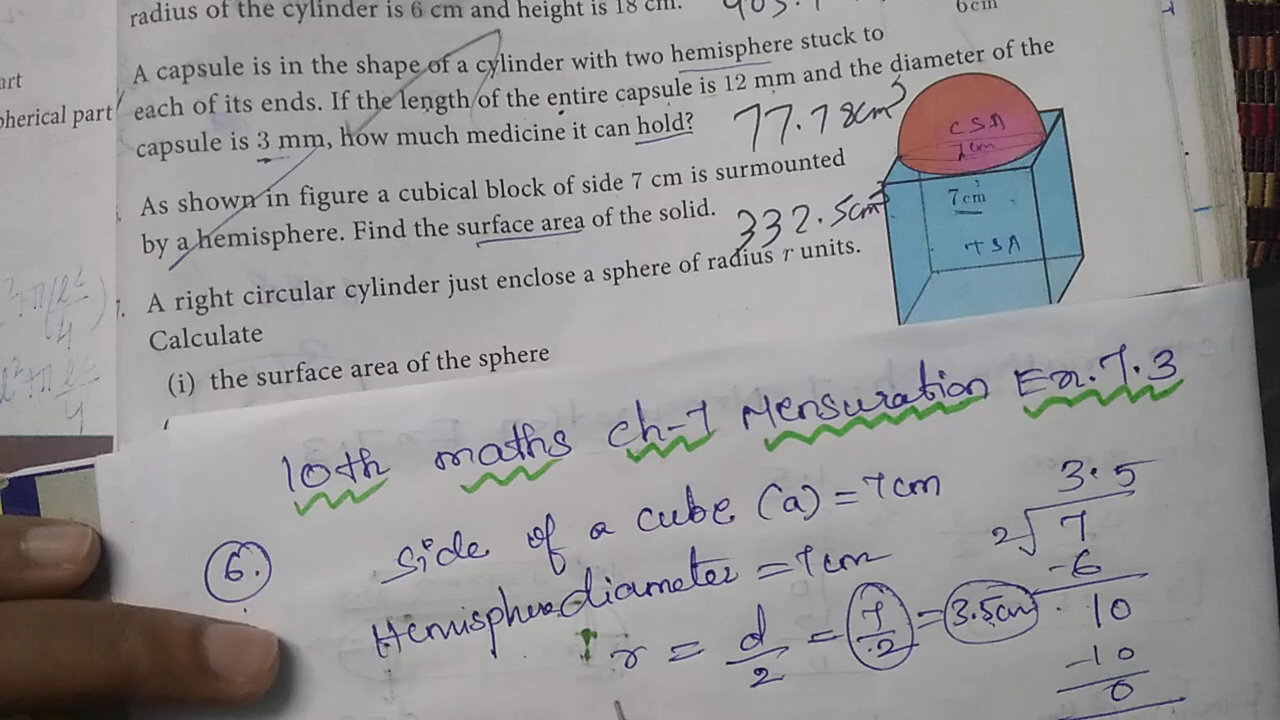 radius of the cylinder is 6 cm and height is 18 cm.
6cm
art
pherical part
A capsule is in the shape of a cylinder with two hemisphere stuck to
each of its ends. If the length of the entire capsule is 12 mm and the diameter of the
capsule is 3 mm, how much medicine it can hold?
77.78cm³
As shown in figure a cubical block of side 7 cm is surmounted
by a hemisphere. Find the surface area of the solid.
332.5cm²
CSA
7cm
7cm
TSA
7. A right circular cylinder just enclose a sphere of radius r units.
Calculate
(i) the surface area of the sphere
10th maths ch-7 Mensuration Ex.7.3
6. Side of a cube (a) = 7cm
Hemisphere diameter = 7cm
r = d/2 = 7/2 = 3.5cm
3.5
2√7
-6
10
-10
0